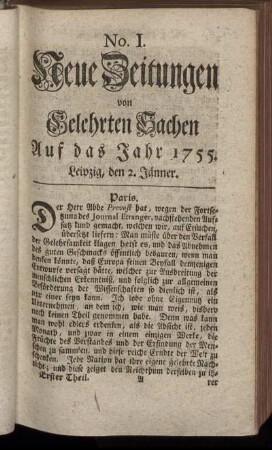 No. I.
Neue Zeitungen
von
Gelehrten Sachen
Auf das Jahr 1755.
Leipzig, den 2. Jänner.
Paris.
Der Herr Abbé Prevost hat, wegen der Fortse-
tzung des Journal Etranger, nachstehenden Auf-
satz kund gemacht, welchen wir, auf Ersuchen,
übersetzt liefern: Man müste über den Verfall
der Gelehrsamkeit klagen heist es, und das Abnehmen
des guten Geschmacks öffentlich bedauren, wenn man
denken könnte, daß Europa seinen Beyfall demjenigen
Entwurfe versagt hätte, welcher zur Ausbreitung der
menschlichen Erkenntniß, und folglich zur allgemeinen
Beförderung der Wissenschaften so dienlich ist, als
nur einer seyn kann. Ich lobe ohne Eigennutz ein
Unternehmen, an dem ich, wie man weis, bisher
noch keinen Theil genommen habe. Denn was kann
man wohl edlers erdenken, als die Absicht ist, jeden
Monath, und zwar in einem einzigen Werke, die
Früchte des Verstandes und der Erfindung der Men-
schen zu sammeln, und diese reiche Erndte der Welt zu
schenken. Jede Nation hat ihre eigene gelehrte Nach-
richt; und diese zeiget den Reichthum derselben zu ih-
Erster Theil. A rer